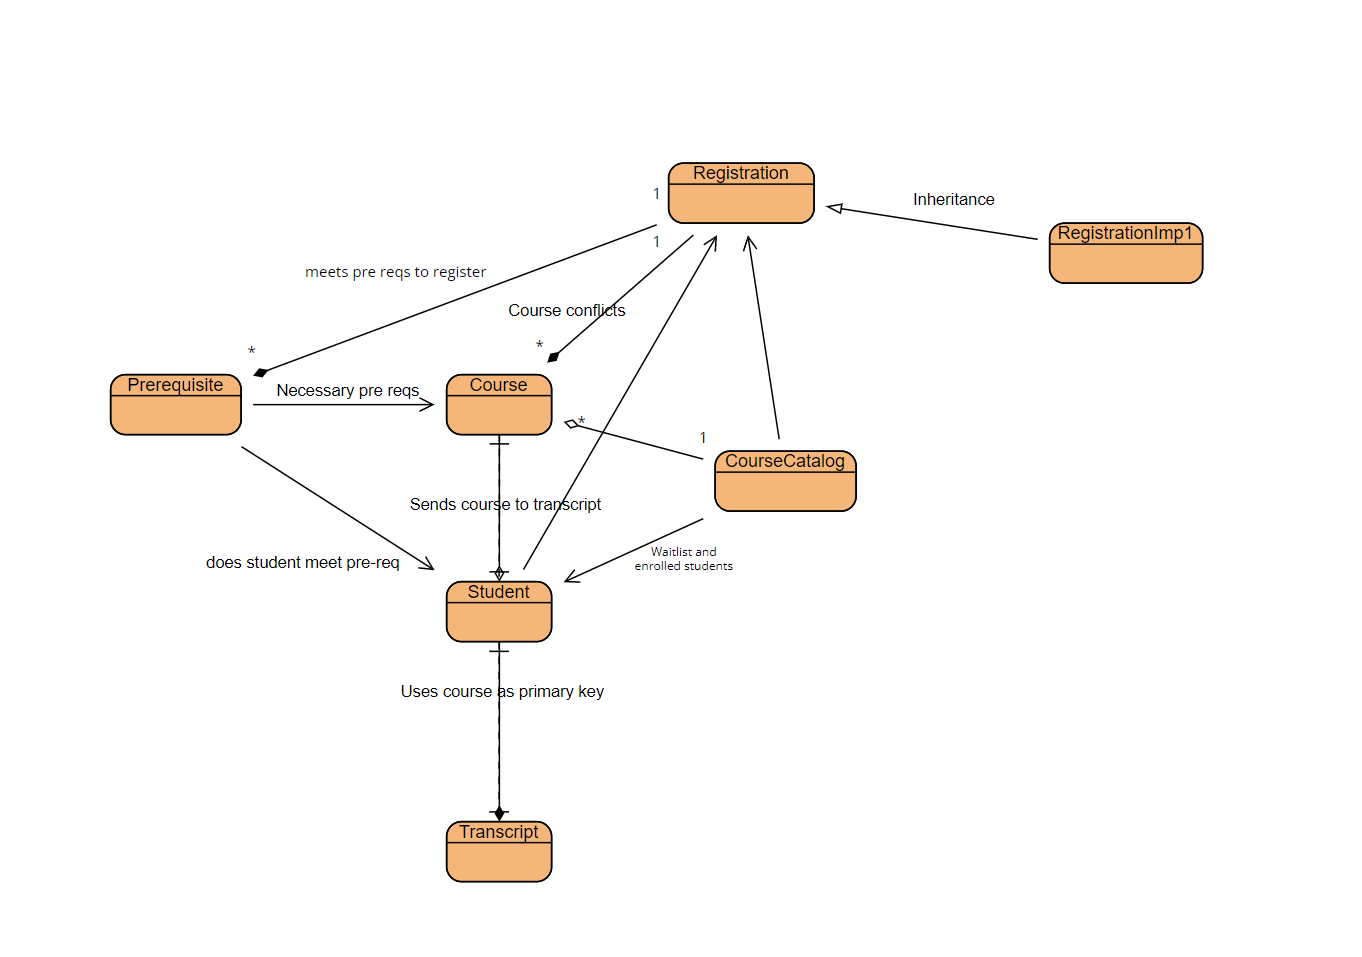 Registration
1
Inheritance
RegistrationImp1
1
meets pre reqs to register
Course conflicts
*
*
Prerequisite
Necessary pre reqs
Course
*
1
CourseCatalog
Sends course to transcript
Waitlist and
enrolled students
does student meet pre-req
Student
Uses course as primary key
Transcript